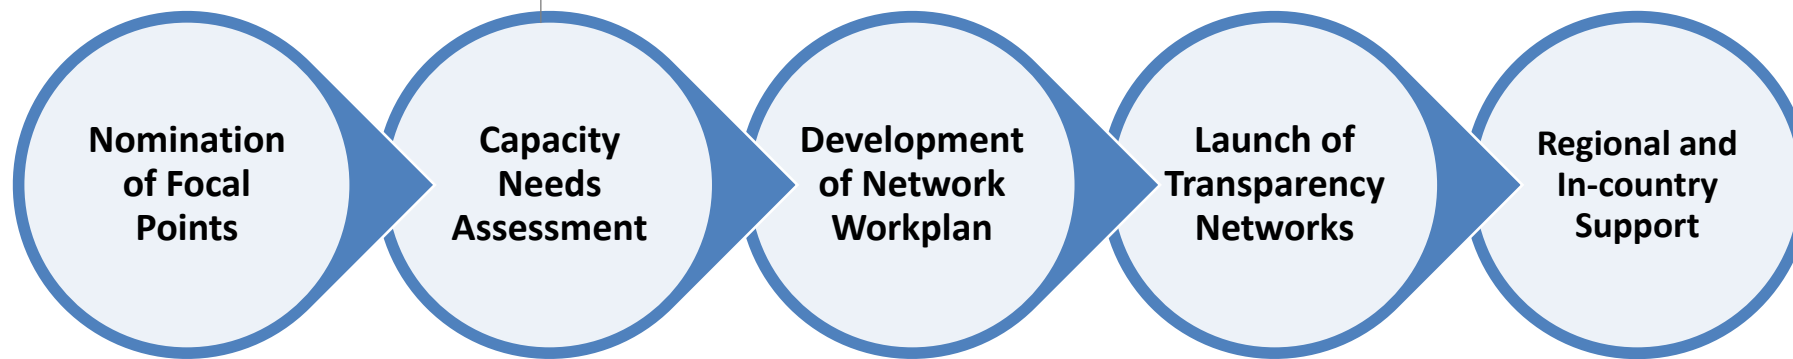 Nomination
of Focal
Points
Capacity
Needs
Assessment
Development
of Network
Workplan
Launch of
Transparency
Networks
Regional and
In-country
Support